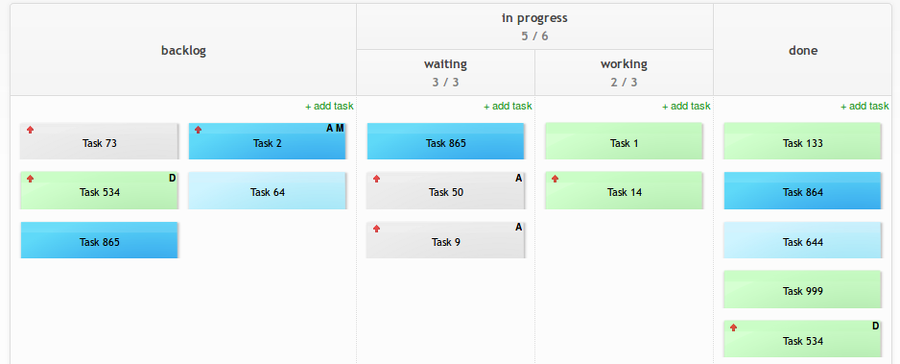 backlog
in progress
5 / 6
waiting
3 / 3
working
2 / 3
done
+ add task
+ add task
+ add task
+ add task
Task 73
A M
Task 2
D
Task 534
Task 64
Task 865
Task 865
A
Task 50
A
Task 9
Task 1
Task 14
Task 133
Task 864
Task 644
Task 999
D
Task 534